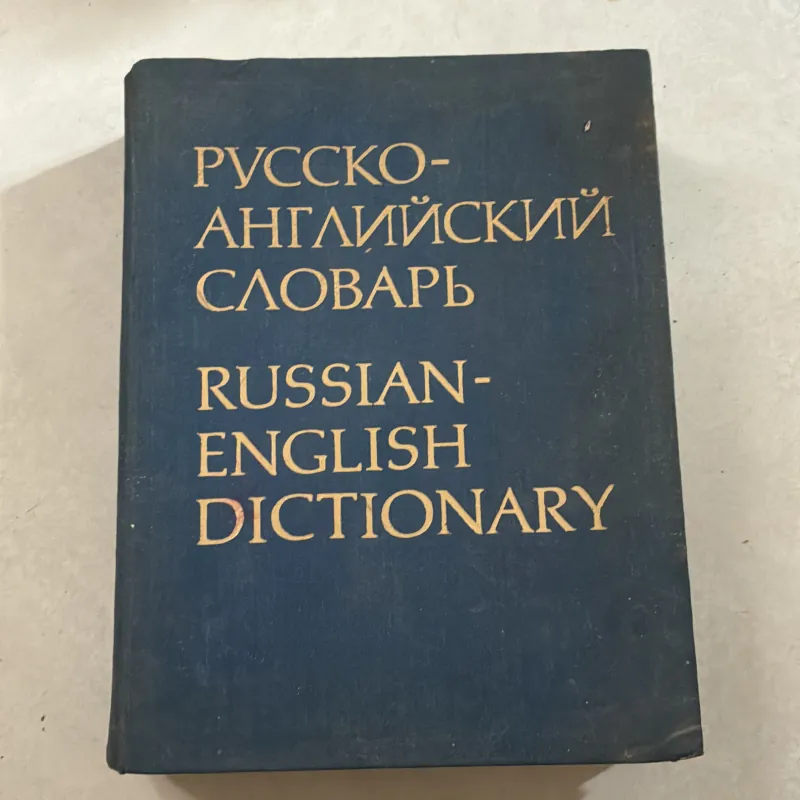 РУССКО-
АНГЛИЙСКИЙ
СЛОВАРЬ
RUSSIAN-
ENGLISH
DICTIONARY